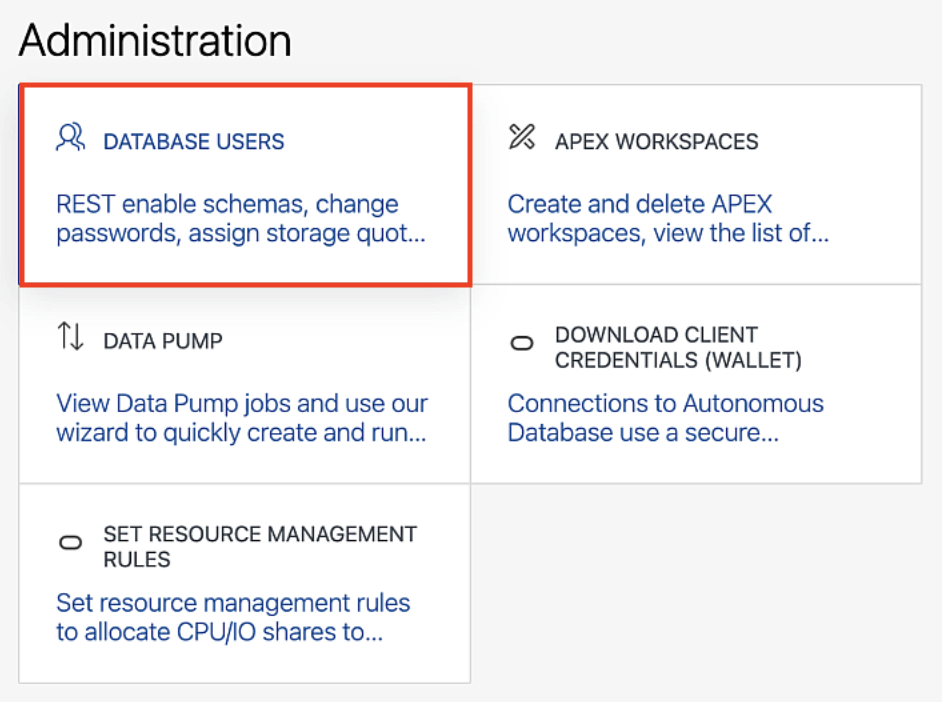 Administration
DATABASE USERS
REST enable schemas, change
passwords, assign storage quot...
APEX WORKSPACES
Create and delete APEX
workspaces, view the list of...
DATA PUMP
View Data Pump jobs and use our
wizard to quickly create and run...
DOWNLOAD CLIENT
CREDENTIALS (WALLET)
Connections to Autonomous
Database use a secure...
SET RESOURCE MANAGEMENT
RULES
Set resource management rules
to allocate CPU/IO shares to...